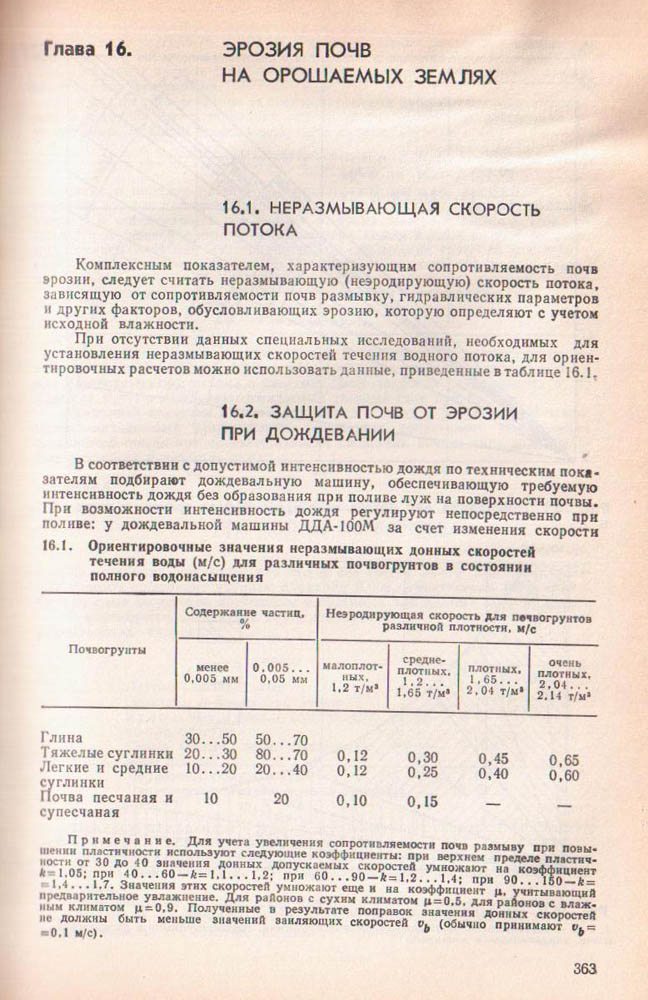 Глава 16.
ЭРОЗИЯ ПОЧВ
НА ОРОШАЕМЫХ ЗЕМЛЯХ
16.1. НЕРАЗМЫВАЮЩАЯ СКОРОСТЬ
ПОТОКА
Комплексным показателем, характеризующим сопротивляемость почв
эрозии, следует считать неразмывающую (неэродирующую) скорость потока,
зависящую от сопротивляемости почв размыву, гидравлических параметров
и других факторов, обусловливающих эрозию, которую определяют с учетом
исходной влажности.
При отсутствии данных специальных исследований, необходимых для
установления неразмывающих скоростей течения водного потока, для ориен-
тировочных расчетов можно использовать данные, приведенные в таблице 16.1.
16.2. ЗАЩИТА ПОЧВ ОТ ЭРОЗИИ
ПРИ ДОЖДЕВАНИИ
В соответствии с допустимой интенсивностью дождя по техническим пока-
зателям подбирают дождевальную машину, обеспечивающую требуемую
интенсивность дождя без образования при поливе луж на поверхности почвы.
При возможности интенсивность дождя регулируют непосредственно при
поливе: у дождевальной машины ДДА-100М за счет изменения скорости
16.1. Ориентировочные значения неразмывающих донных скоростей
течения воды (м/с) для различных почвогрунтов в состоянии
полного водонасыщения
Почвогрунты
Содержание частиц,
%
Неэродирующая скорость для почвогрунтов
различной плотности, м/с
менее
0,005 мм
0,005...
0,05 мм
малоплот-
ных,
1,2 т/м³
средне-
плотных,
1,2...
1,65 т/м³
плотных,
1,65...
2,04 т/м³
очень
плотных,
2,04...
2,14 т/м³
Глина 30...50 50...70
Тяжелые суглинки 20...30 80...70 0,12 0,30 0,45 0,65
Легкие и средние 10...20 20...40 0,12 0,25 0,40 0,60
суглинки
Почва песчаная и 10 20 0,10 0,15 — —
супесчаная
Примечание. Для учета увеличения сопротивляемости почв размыву при повы-
шении пластичности используют следующие коэффициенты: при верхнем пределе пластич-
ности от 30 до 40 значения донных допускаемых скоростей умножают на коэффициент
k=1,05; при 40...60—k=1,1...1,2; при 60...90—k=1,2...1,4; при 90...150—k=
=1,4...1,7. Значения этих скоростей умножают еще и на коэффициент μ, учитывающий
предварительное увлажнение. Для районов с сухим климатом μ=0,5, для районов с влаж-
ным климатом μ=0,9. Полученные в результате поправок значения донных скоростей
не должны быть меньше значений заиляющих скоростей v_b (обычно принимают v_b=
=0,1 м/с).
363